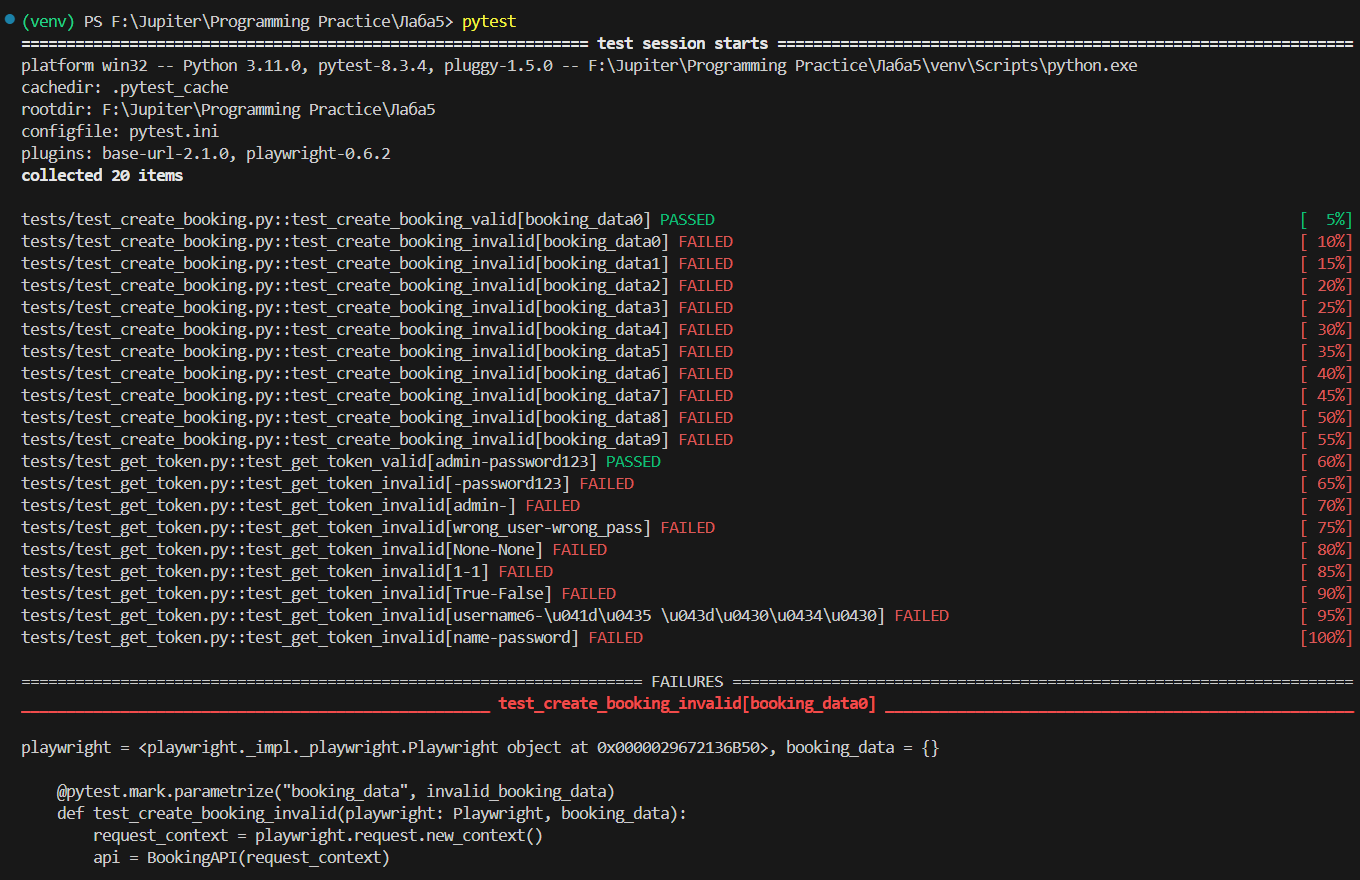 (venv) PS F:\Jupiter\Programming Practice\Лаба5> pytest
=============================================================== test session starts ================================================================
platform win32 -- Python 3.11.0, pytest-8.3.4, pluggy-1.5.0 -- F:\Jupiter\Programming Practice\Лаба5\venv\Scripts\python.exe
cachedir: .pytest_cache
rootdir: F:\Jupiter\Programming Practice\Лаба5
configfile: pytest.ini
plugins: base-url-2.1.0, playwright-0.6.2
collected 20 items
tests/test_create_booking.py::test_create_booking_valid[booking_data0] PASSED [  5%]
tests/test_create_booking.py::test_create_booking_invalid[booking_data0] FAILED [ 10%]
tests/test_create_booking.py::test_create_booking_invalid[booking_data1] FAILED [ 15%]
tests/test_create_booking.py::test_create_booking_invalid[booking_data2] FAILED [ 20%]
tests/test_create_booking.py::test_create_booking_invalid[booking_data3] FAILED [ 25%]
tests/test_create_booking.py::test_create_booking_invalid[booking_data4] FAILED [ 30%]
tests/test_create_booking.py::test_create_booking_invalid[booking_data5] FAILED [ 35%]
tests/test_create_booking.py::test_create_booking_invalid[booking_data6] FAILED [ 40%]
tests/test_create_booking.py::test_create_booking_invalid[booking_data7] FAILED [ 45%]
tests/test_create_booking.py::test_create_booking_invalid[booking_data8] FAILED [ 50%]
tests/test_create_booking.py::test_create_booking_invalid[booking_data9] FAILED [ 55%]
tests/test_get_token.py::test_get_token_valid[admin-password123] PASSED [ 60%]
tests/test_get_token.py::test_get_token_invalid[-password123] FAILED [ 65%]
tests/test_get_token.py::test_get_token_invalid[admin-] FAILED [ 70%]
tests/test_get_token.py::test_get_token_invalid[wrong_user-wrong_pass] FAILED [ 75%]
tests/test_get_token.py::test_get_token_invalid[None-None] FAILED [ 80%]
tests/test_get_token.py::test_get_token_invalid[1-1] FAILED [ 85%]
tests/test_get_token.py::test_get_token_invalid[True-False] FAILED [ 90%]
tests/test_get_token.py::test_get_token_invalid[username6-\u041d\u0435 \u043d\u0430\u0434\u0430] FAILED [ 95%]
tests/test_get_token.py::test_get_token_invalid[name-password] FAILED [100%]
===================================================================== FAILURES =====================================================================
____________________________________________________ test_create_booking_invalid[booking_data0] ____________________________________________________
playwright = <playwright._impl._playwright.Playwright object at 0x0000029672136B50>, booking_data = {}
@pytest.mark.parametrize("booking_data", invalid_booking_data)
def test_create_booking_invalid(playwright: Playwright, booking_data):
request_context = playwright.request.new_context()
api = BookingAPI(request_context)